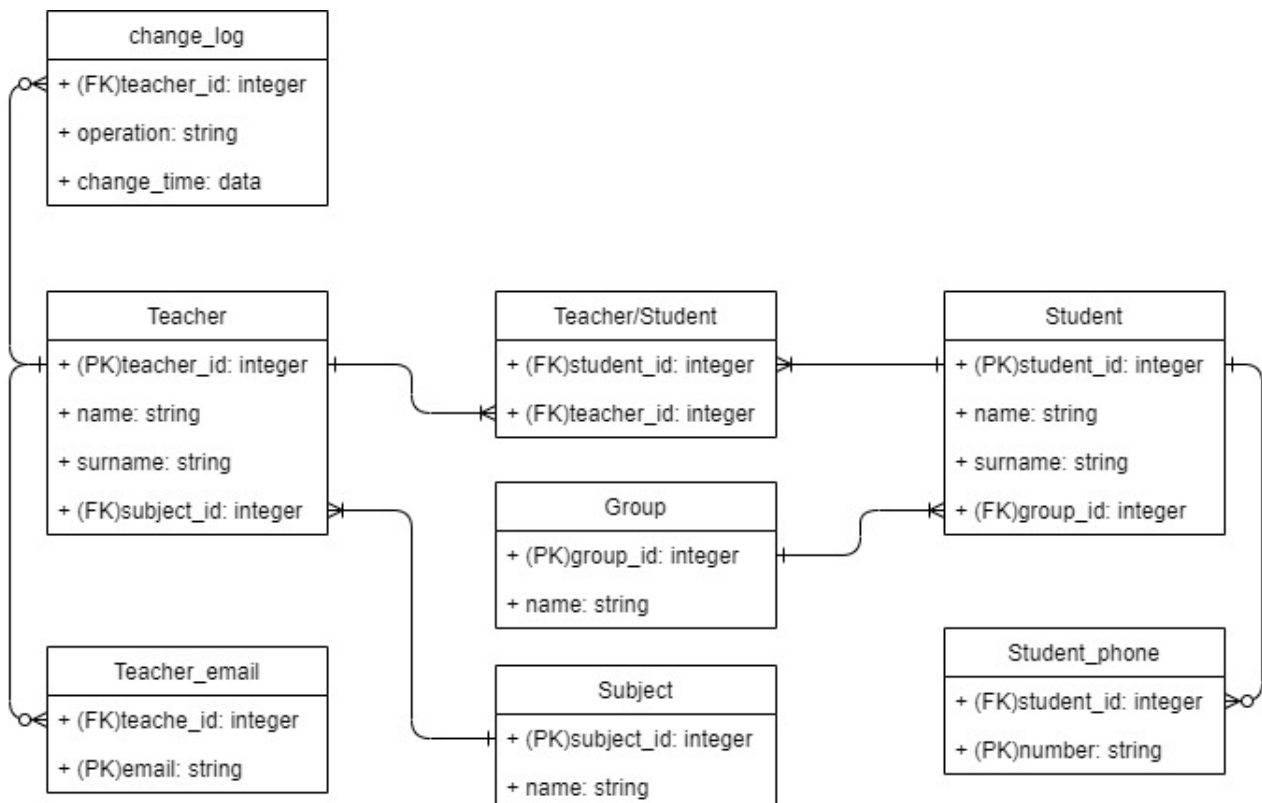 change_log
+ (FK)teacher_id: integer
+ operation: string
+ change_time: data
Teacher
+ (PK)teacher_id: integer
+ name: string
+ surname: string
+ (FK)subject_id: integer
Teacher/Student
+ (FK)student_id: integer
+ (FK)teacher_id: integer
Student
+ (PK)student_id: integer
+ name: string
+ surname: string
+ (FK)group_id: integer
Group
+ (PK)group_id: integer
+ name: string
Teacher_email
+ (FK)teache_id: integer
+ (PK)email: string
Subject
+ (PK)subject_id: integer
+ name: string
Student_phone
+ (FK)student_id: integer
+ (PK)number: string